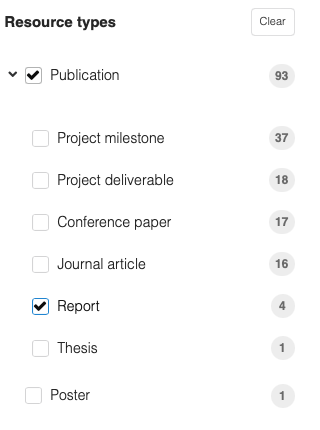 Resource types Clear
Publication 93
Project milestone 37
Project deliverable 18
Conference paper 17
Journal article 16
Report 4
Thesis 1
Poster 1